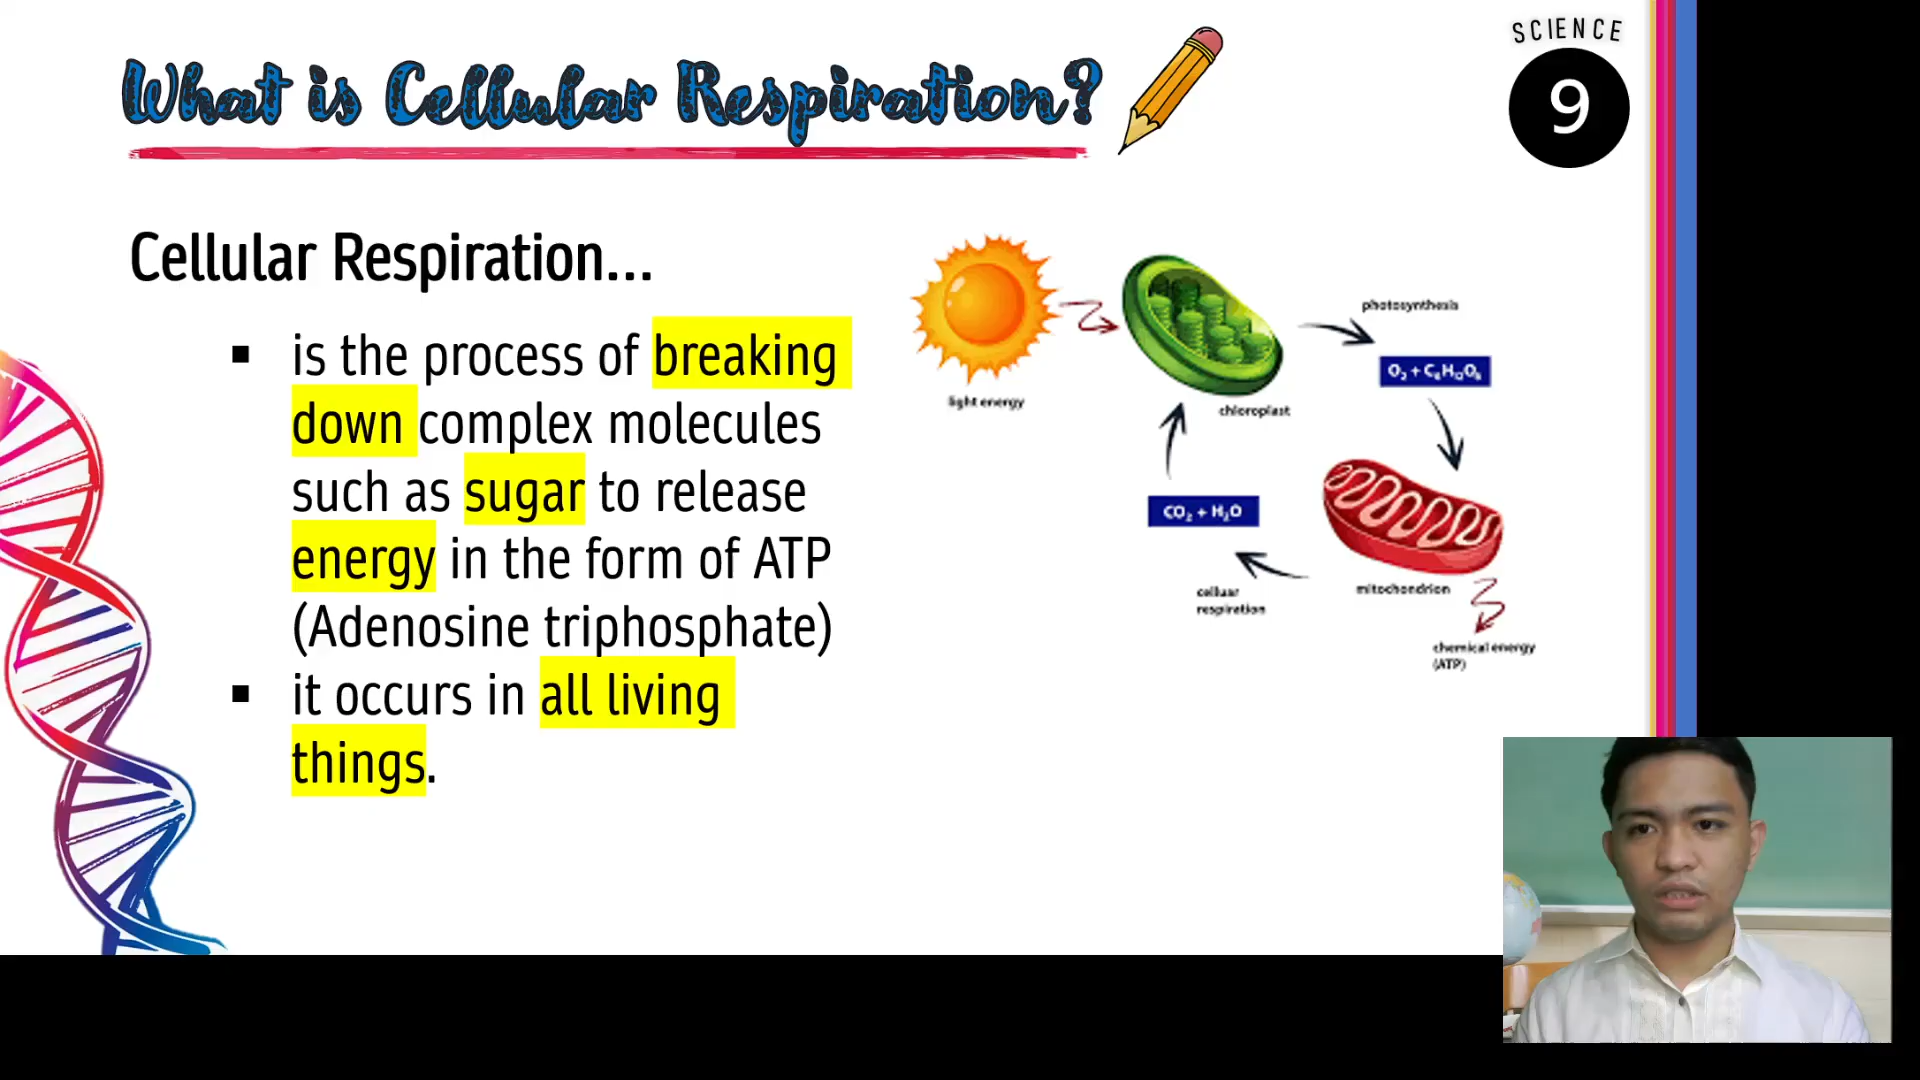 What is Cellular Respiration?
SCIENCE
9
Cellular Respiration...
▪ is the process of breaking
down complex molecules
such as sugar to release
energy in the form of ATP
(Adenosine triphosphate)
▪ it occurs in all living
things.
light energy
chloroplast
photosynthesis
O₂ + C₆H₁₂O₆
CO₂ + H₂O
mitochondrion
celluar
respiration
chemical energy
(ATP)